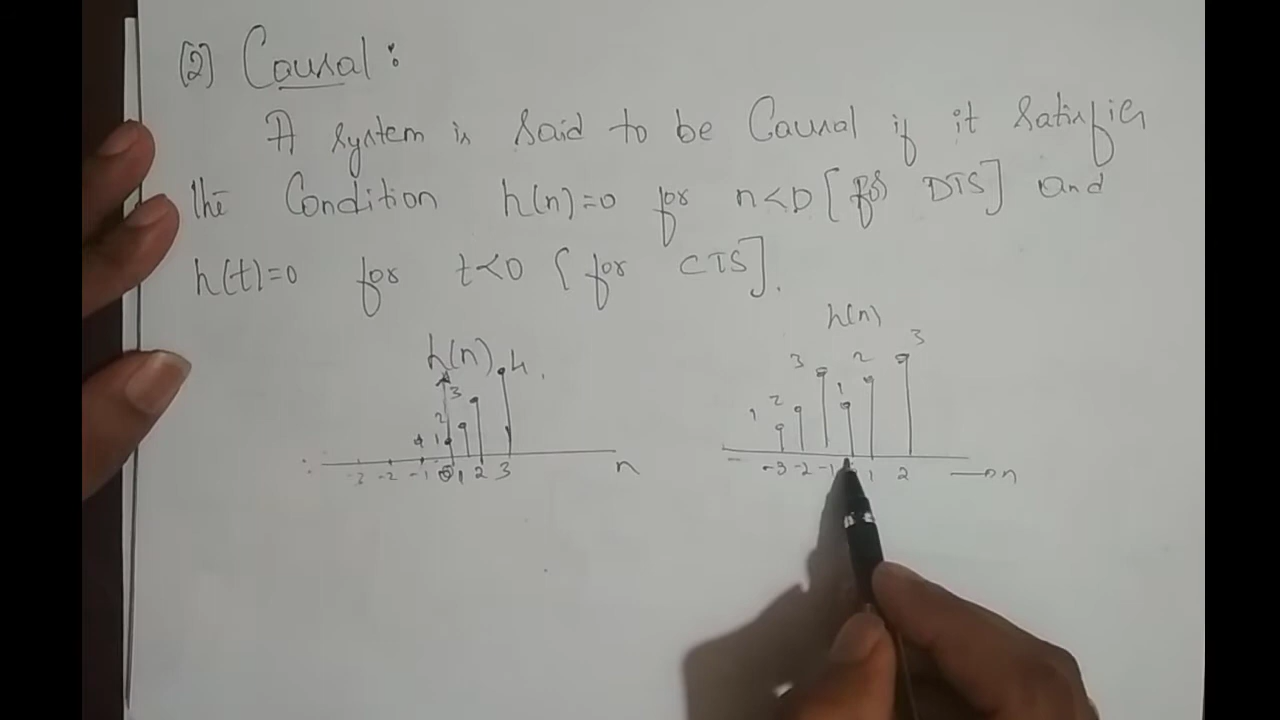 (2) Causal :
A system is said to be Causal if it satisfies
the Condition h(n)=0 for n<0 [for DTS] and
h(t)=0 for t<0 [for CTS].
h(n)
1 2 3 4
-3 -2 -1 0 1 2 3 n
h(n)
1 2 3 1 2 3
-3 -2 -1 1 2 n